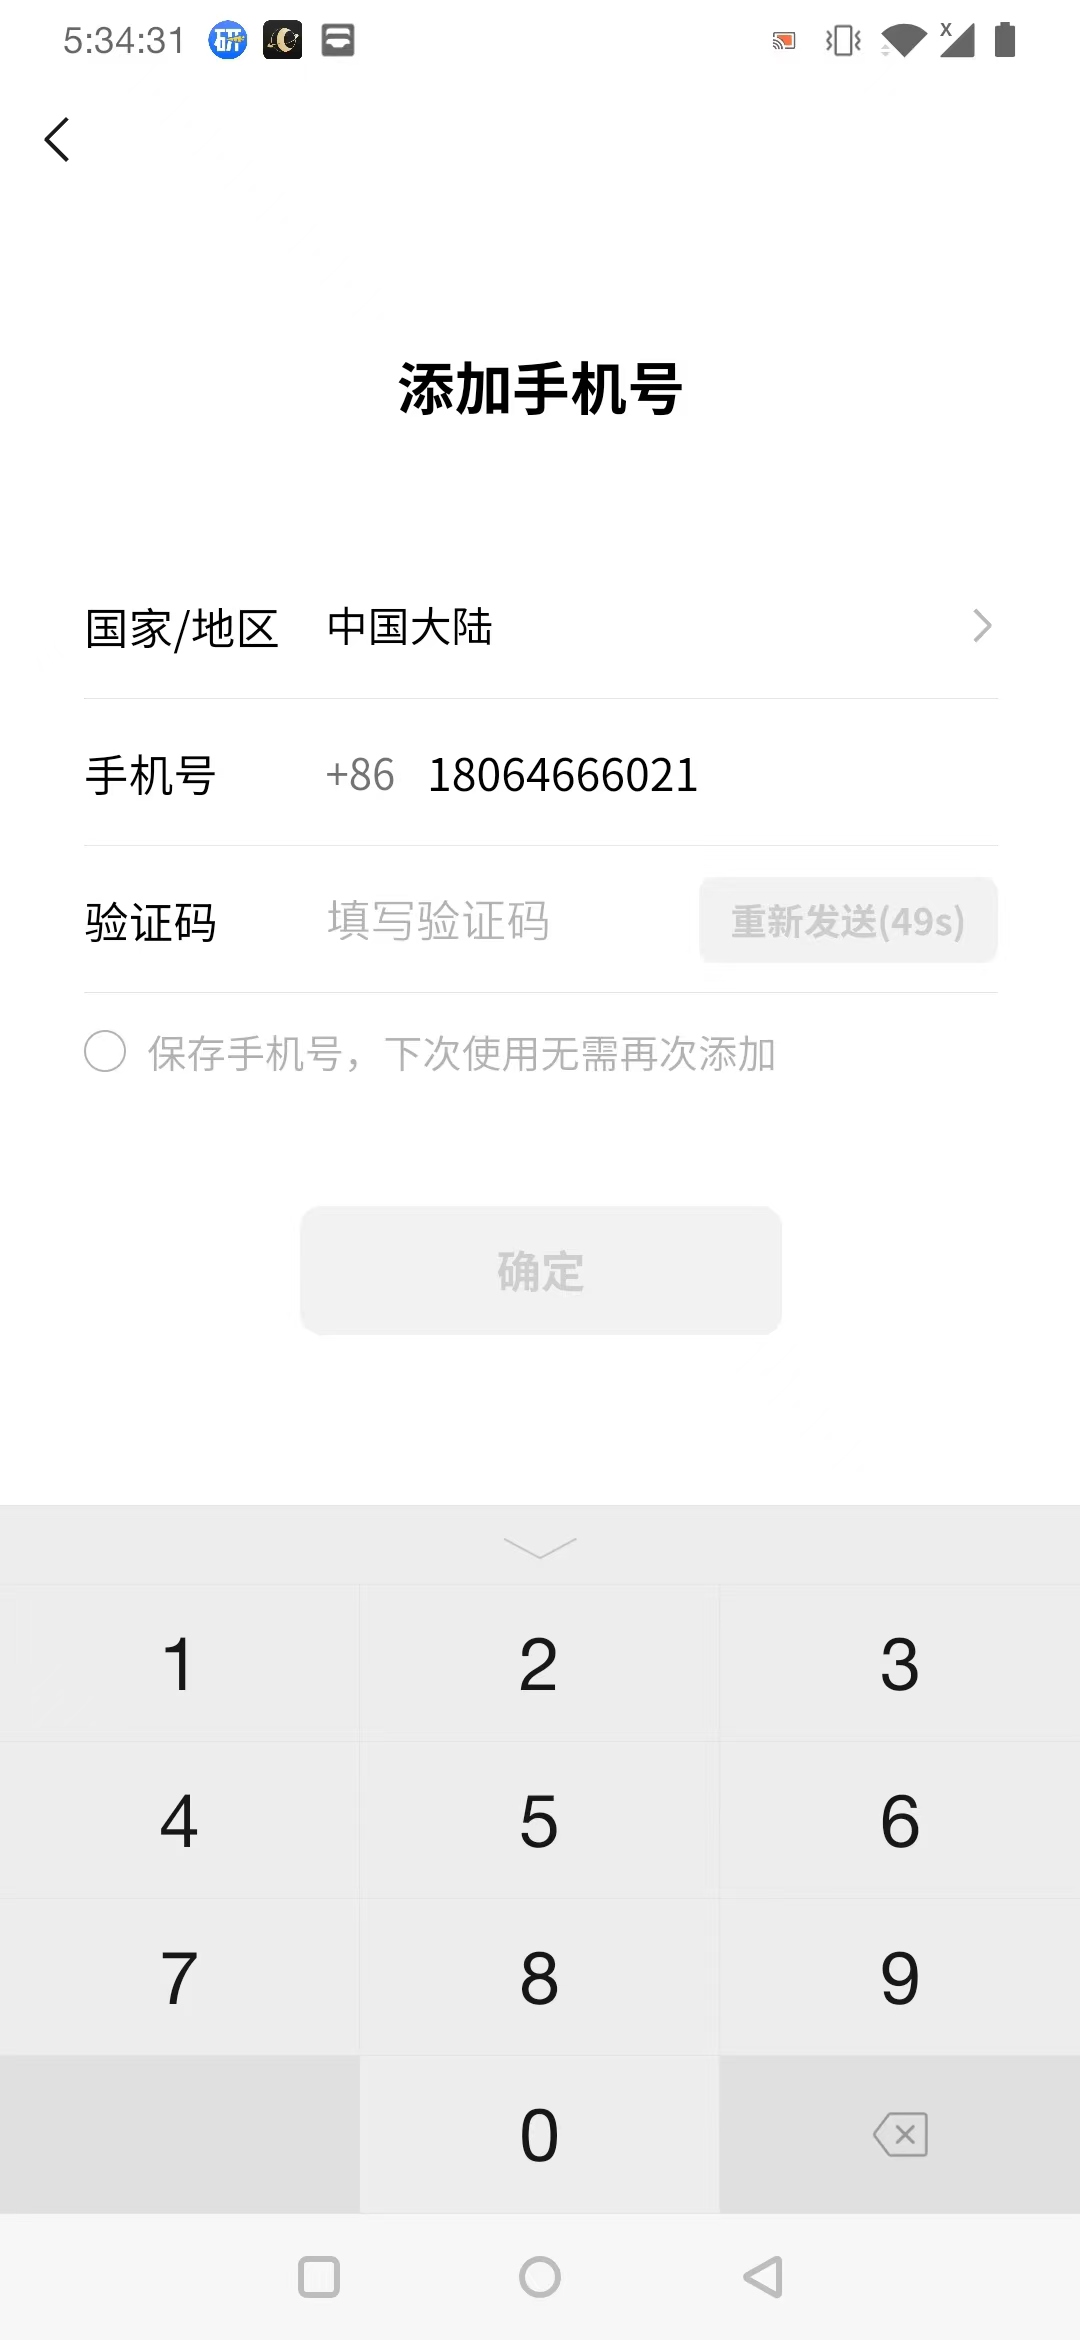 5:34:31 研 X
添加手机号
国家/地区 中国大陆
手机号 +86 18064666021
验证码 填写验证码 重新发送(49s)
保存手机号，下次使用无需再次添加
确定
1 2 3
4 5 6
7 8 9
0